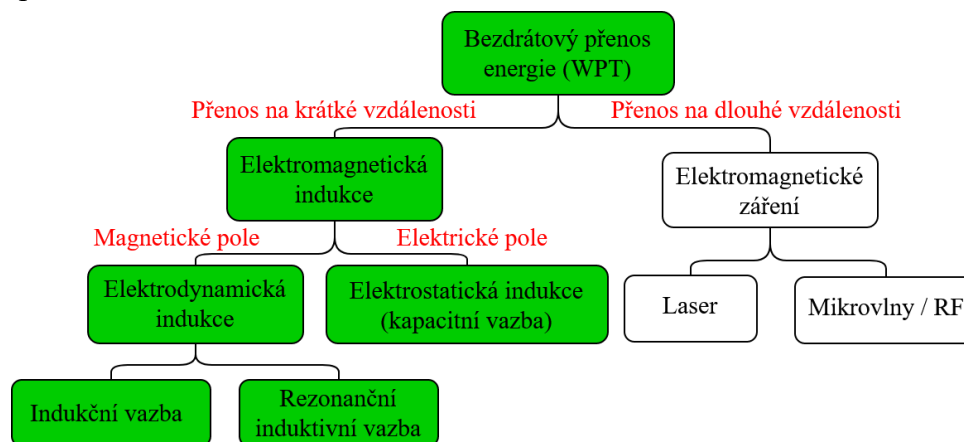 Bezdrátový přenos
energie (WPT)
Přenos na krátké vzdálenosti
Přenos na dlouhé vzdálenosti
Elektromagnetická
indukce
Elektromagnetické
záření
Magnetické pole
Elektrické pole
Elektrodynamická
indukce
Elektrostatická indukce
(kapacitní vazba)
Laser
Mikrovlny / RF
Indukční vazba
Rezonanční
induktivní vazba